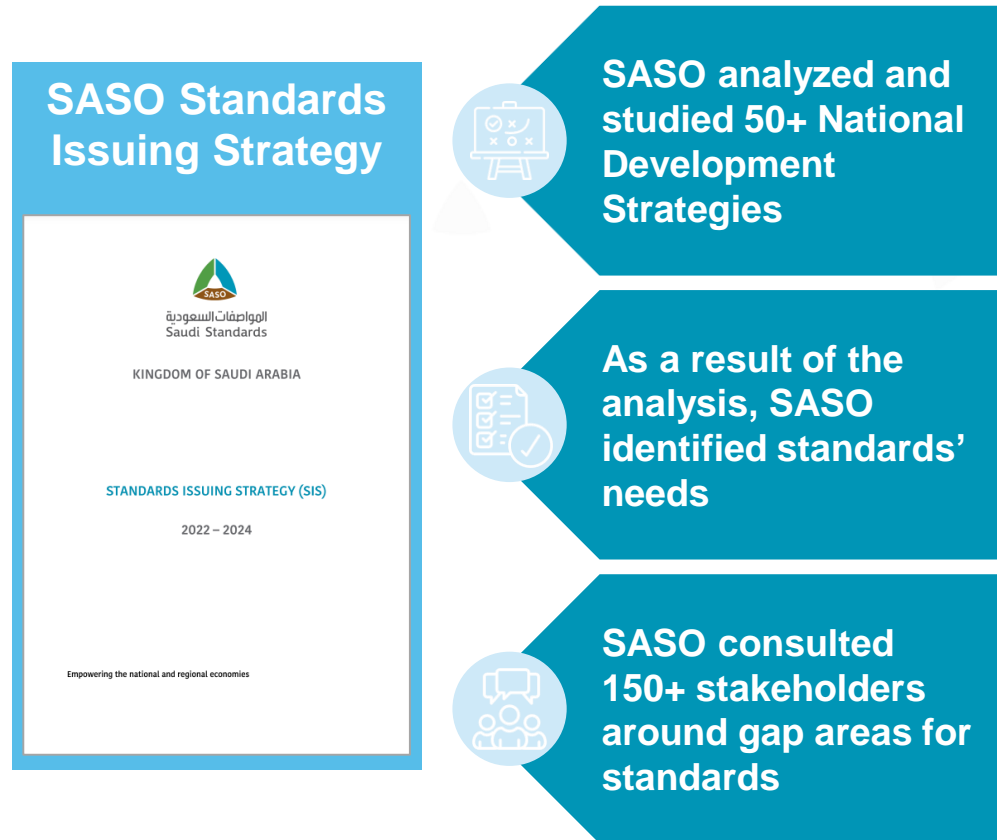 SASO Standards
Issuing Strategy
SASO
المواصفات السعودية
Saudi Standards
KINGDOM OF SAUDI ARABIA
STANDARDS ISSUING STRATEGY (SIS)
2022 – 2024
Empowering the national and regional economies
SASO analyzed and
studied 50+ National
Development
Strategies
As a result of the
analysis, SASO
identified standards’
needs
SASO consulted
150+ stakeholders
around gap areas for
standards